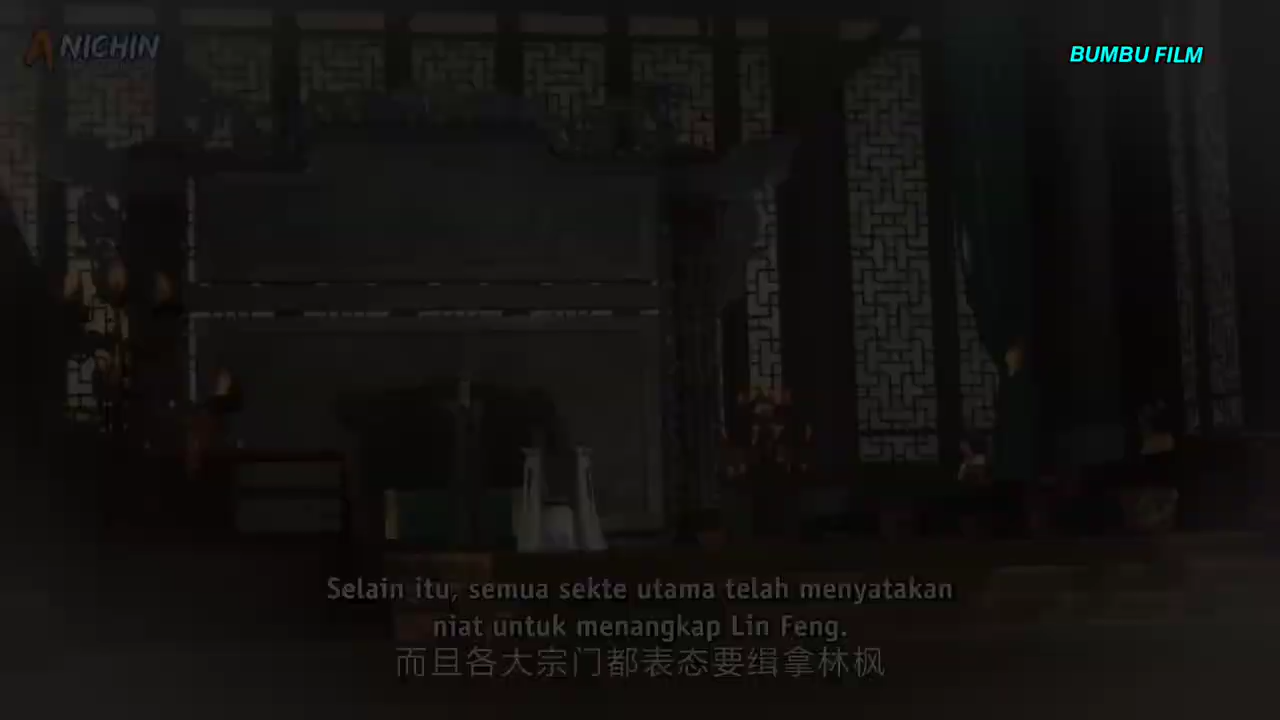 ANICHIN
BUMBU FILM
Selain itu, semua sekte utama telah menyatakan
niat untuk menangkap Lin Feng.
而且各大宗门都表态要缉拿林枫